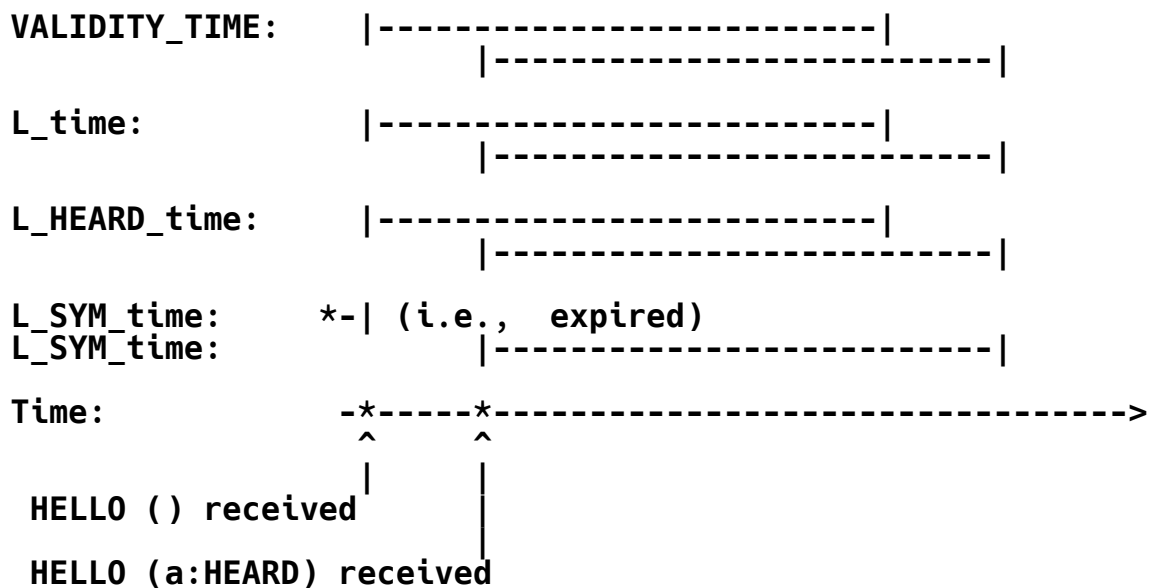 VALIDITY_TIME:      |--------------------------|
                          |--------------------------|
L_time:             |--------------------------|
                          |--------------------------|
L_HEARD_time:       |--------------------------|
                          |--------------------------|
L_SYM_time:      *-| (i.e.,  expired)
L_SYM_time:               |--------------------------|
Time:             -*-----*--------------------------------->
                   ^     ^
                   |     |
 HELLO () received       |
                         |
 HELLO (a:HEARD) received